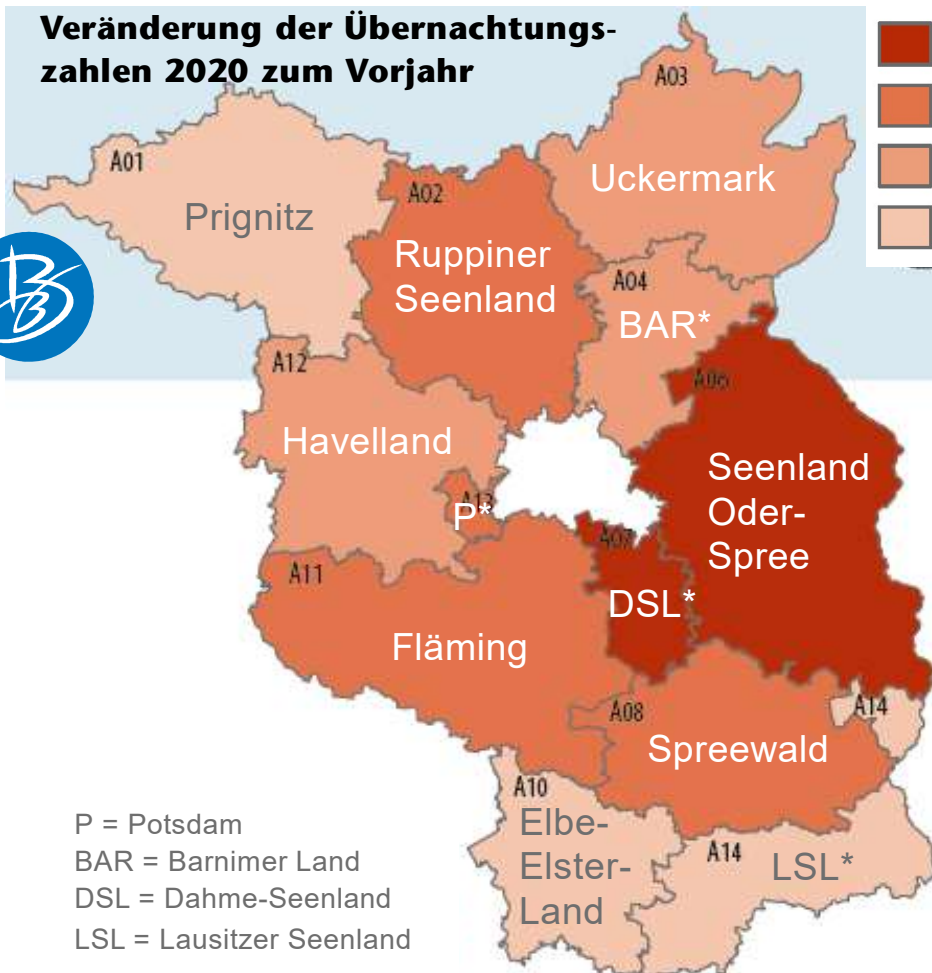 Veränderung der Übernachtungs-
zahlen 2020 zum Vorjahr
A03
A01
Uckermark
A02
Prignitz
Ruppiner
Seenland
A04
BAR*
A12
A06
Havelland
Seenland
Oder-
Spree
A13
P*
A07
A11
DSL*
Fläming
A14
A08
Spreewald
A10
Elbe-
Elster-
Land
A14
LSL*
P = Potsdam
BAR = Barnimer Land
DSL = Dahme-Seenland
LSL = Lausitzer Seenland